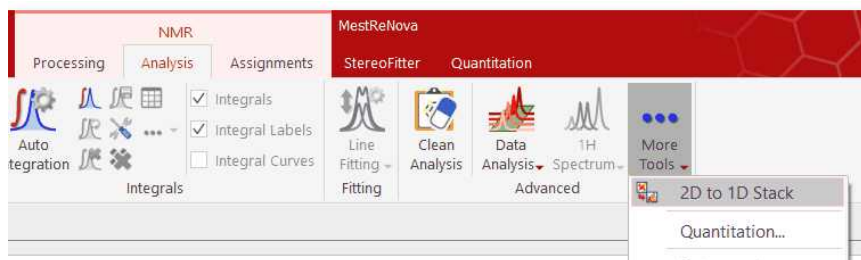 NMR
MestReNova
Processing
Analysis
Assignments
StereoFitter
Quantitation
Auto
tegration
Integrals
Integral Labels
Integral Curves
Integrals
Line
Fitting
Fitting
Clean
Analysis
Data
Analysis
1H
Spectrum
Advanced
More
Tools
2D to 1D Stack
Quantitation...